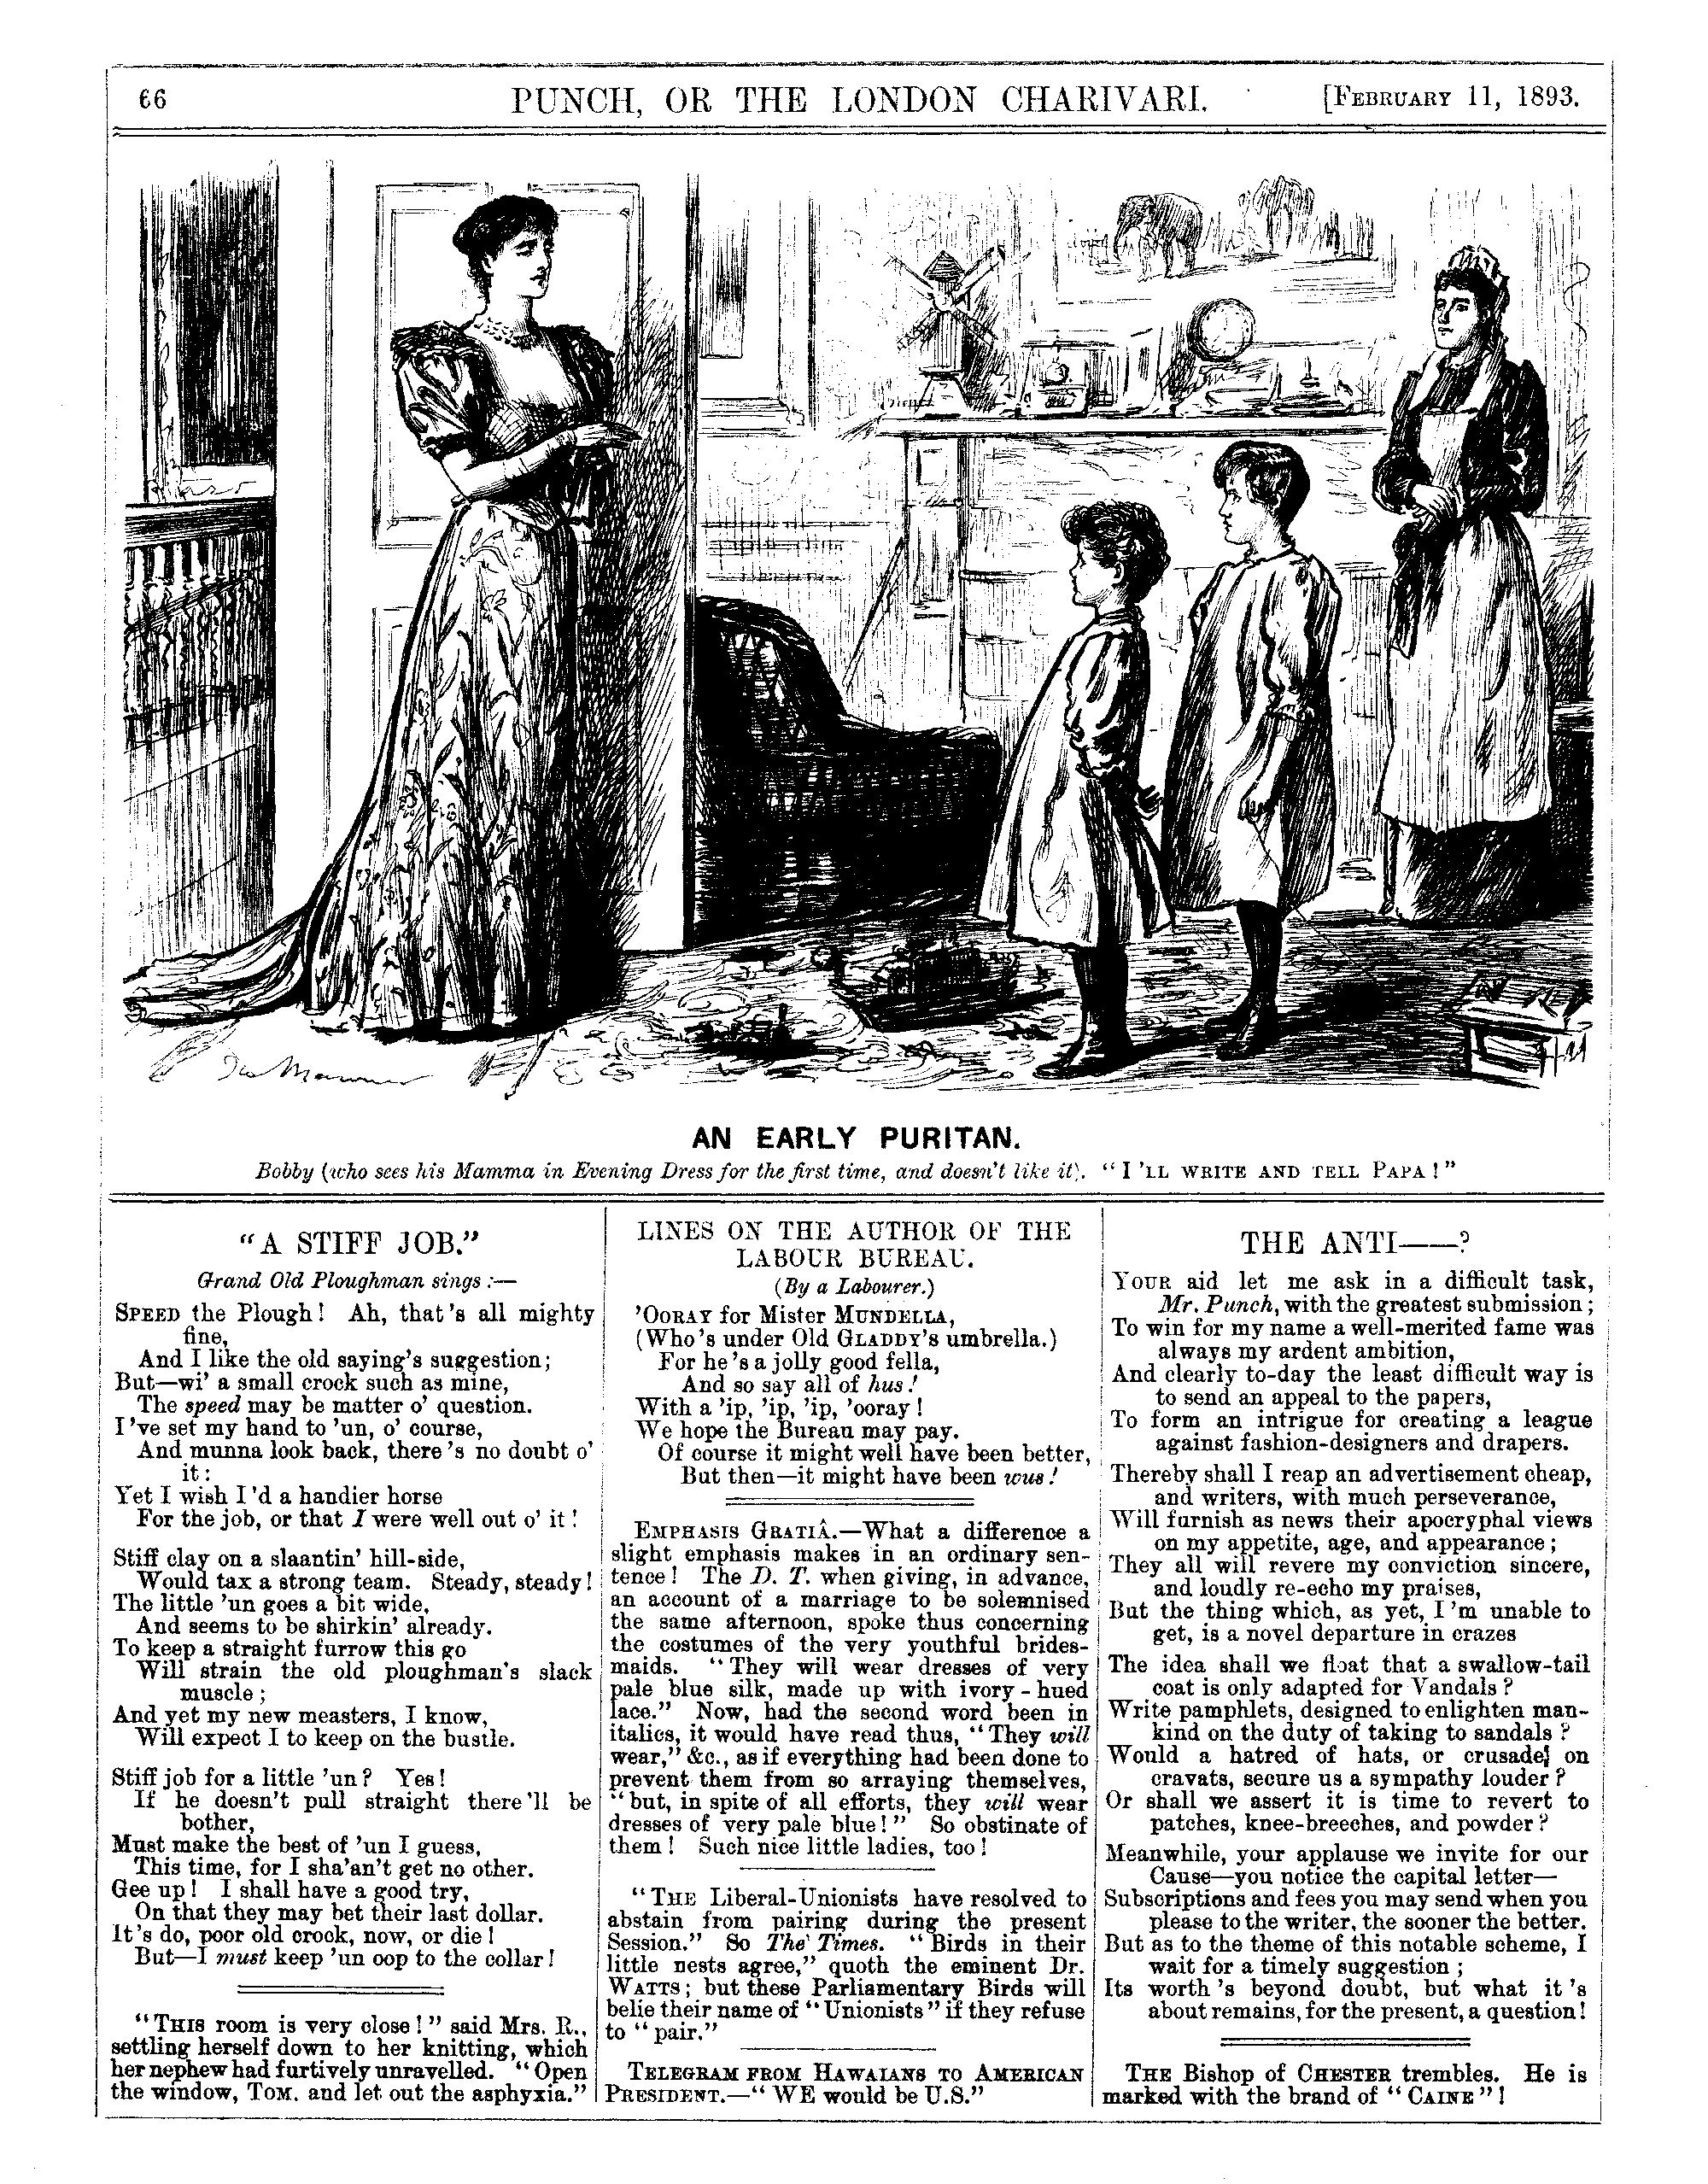 66
PUNCH, OR THE LONDON CHARIVARI.
[FEBRUARY 11, 1893.
AN EARLY PURITAN.
Bobby (who sees his Mamma in Evening Dress for the first time, and doesn't like it). "I'LL WRITE AND TELL PAPA!"
"A STIFF JOB."
Grand Old Ploughman sings:—
SPEED the Plough! Ah, that's all mighty
fine,
And I like the old saying's suggestion;
But—wi' a small crock such as mine,
The speed may be matter o' question.
I've set my hand to 'un, o' course,
And munna look back, there's no doubt o'
it:
Yet I wish I'd a handier horse
For the job, or that I were well out o' it!
Stiff clay on a slaantin' hill-side,
Would tax a strong team. Steady, steady!
The little 'un goes a bit wide,
And seems to be shirkin' already.
To keep a straight furrow this go
Will strain the old ploughman's slack
muscle;
And yet my new measters, I know,
Will expect I to keep on the bustle.
Stiff job for a little 'un? Yes!
If he doesn't pull straight there'll be
bother,
Must make the best of 'un I guess,
This time, for I sha'an't get no other.
Gee up! I shall have a good try,
On that they may bet their last dollar.
It's do, poor old crock, now, or die!
But—I must keep 'un oop to the collar!
"THIS room is very close!" said Mrs. R.,
settling herself down to her knitting, which
her nephew had furtively unravelled. "Open
the window, TOM, and let out the asphyxia."
LINES ON THE AUTHOR OF THE
LABOUR BUREAU.
(By a Labourer.)
'OORAY for Mister MUNDELLA,
(Who's under Old GLADDY's umbrella.)
For he's a jolly good fella,
And so say all of hus!
With a 'ip, 'ip, 'ip, 'ooray!
We hope the Bureau may pay.
Of course it might well have been better,
But then—it might have been wus!
EMPHASIS GRATIÂ.—What a difference a
slight emphasis makes in an ordinary sen-
tence! The D. T. when giving, in advance,
an account of a marriage to be solemnised
the same afternoon, spoke thus concerning
the costumes of the very youthful brides-
maids. "They will wear dresses of very
pale blue silk, made up with ivory-hued
lace." Now, had the second word been in
italics, it would have read thus, "They will
wear," &c., as if everything had been done to
prevent them from so arraying themselves,
"but, in spite of all efforts, they will wear
dresses of very pale blue!" So obstinate of
them! Such nice little ladies, too!
"THE Liberal-Unionists have resolved to
abstain from pairing during the present
Session." So The Times. "Birds in their
little nests agree," quoth the eminent Dr.
WATTS; but these Parliamentary Birds will
belie their name of "Unionists" if they refuse
to "pair."
TELEGRAM FROM HAWAIANS TO AMERICAN
PRESIDENT.—"WE would be U.S."
THE ANTI——?
YOUR aid let me ask in a difficult task,
Mr. Punch, with the greatest submission;
To win for my name a well-merited fame was
always my ardent ambition,
And clearly to-day the least difficult way is
to send an appeal to the papers,
To form an intrigue for creating a league
against fashion-designers and drapers.
Thereby shall I reap an advertisement cheap,
and writers, with much perseverance,
Will furnish as news their apocryphal views
on my appetite, age, and appearance;
They all will revere my conviction sincere,
and loudly re-echo my praises,
But the thing which, as yet, I'm unable to
get, is a novel departure in crazes
The idea shall we float that a swallow-tail
coat is only adapted for Vandals?
Write pamphlets, designed to enlighten man-
kind on the duty of taking to sandals?
Would a hatred of hats, or crusade on
cravats, secure us a sympathy louder?
Or shall we assert it is time to revert to
patches, knee-breeches, and powder?
Meanwhile, your applause we invite for our
Cause—you notice the capital letter—
Subscriptions and fees you may send when you
please to the writer, the sooner the better.
But as to the theme of this notable scheme, I
wait for a timely suggestion;
Its worth's beyond doubt, but what it's
about remains, for the present, a question!
THE Bishop of CHESTER trembles. He is
marked with the brand of "CAINE"!